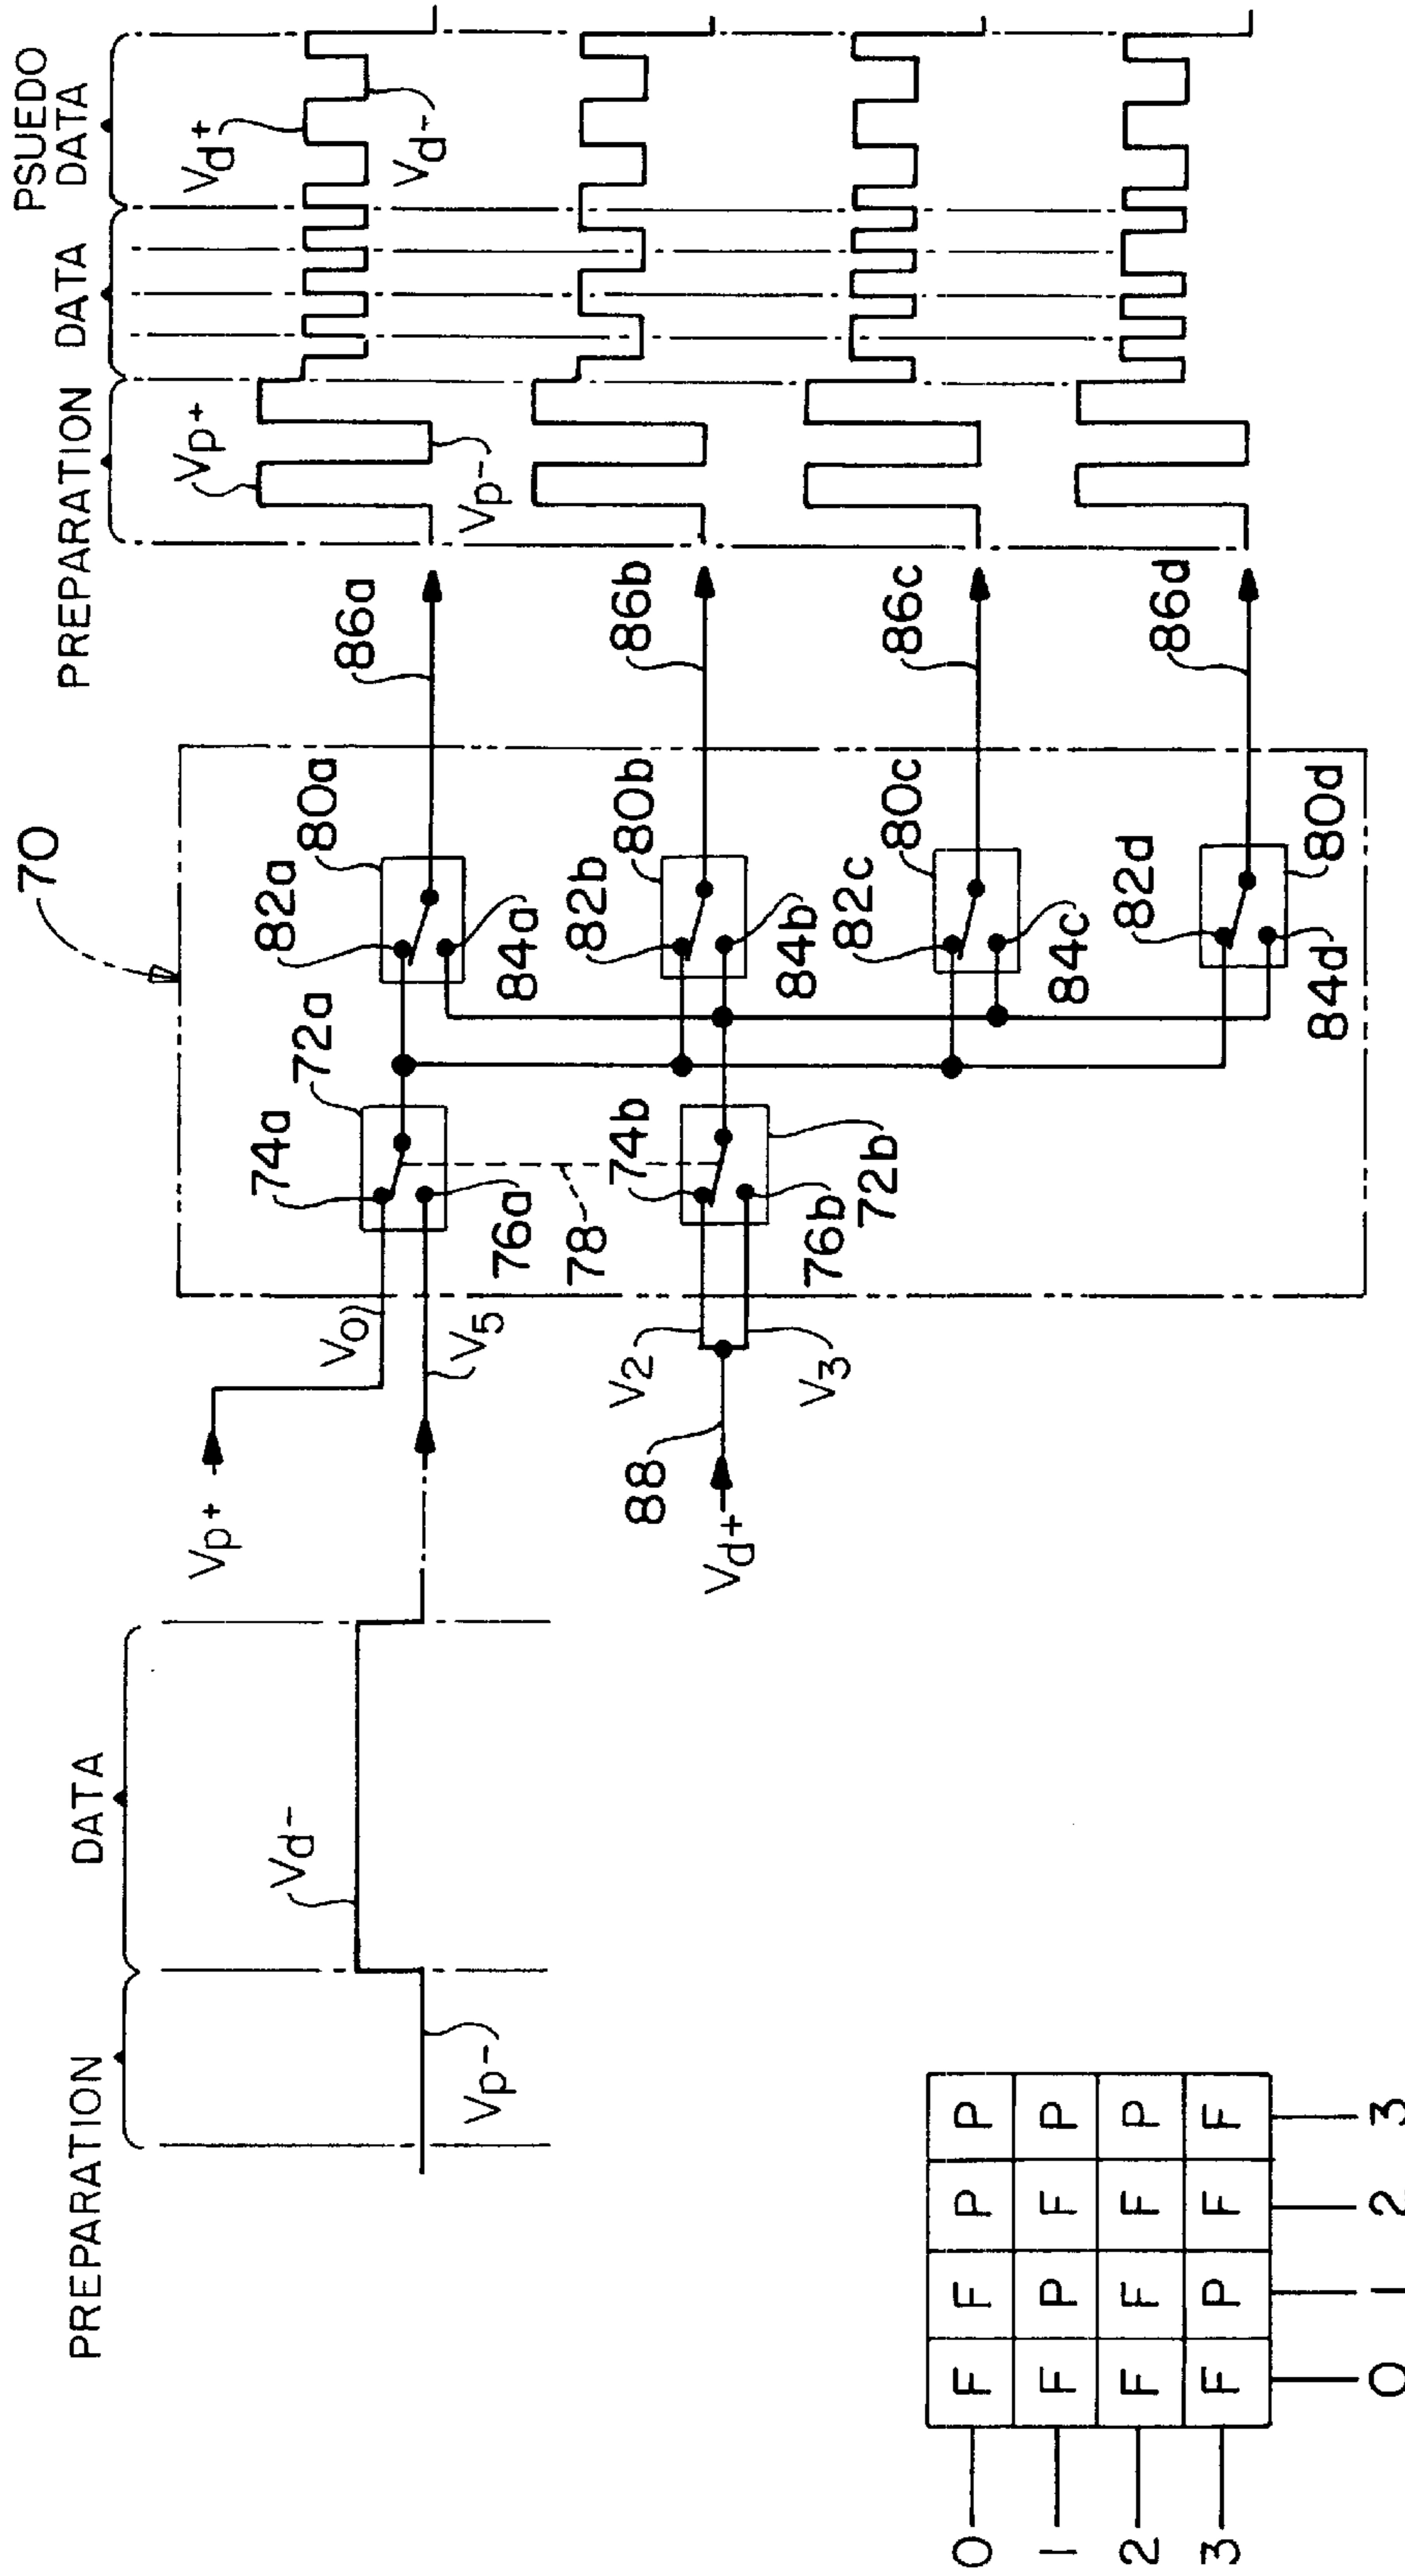 70
PREPARATION DATA
PREPARATION DATA PSUEDO DATA
Vp+
Vd+
Vp-
Vd-
Vd-
Vp-
Vp+
V0
V5
74a
72a
76a
82a
80a
84a
86a
78
88
Vd+
V2
V3
74b
76b
72b
82b
80b
84b
86b
82c
80c
84c
86c
82d
80d
84d
86d
0 F F P P
1 F P F P
2 F F F P
3 F P F F
0 1 2 3